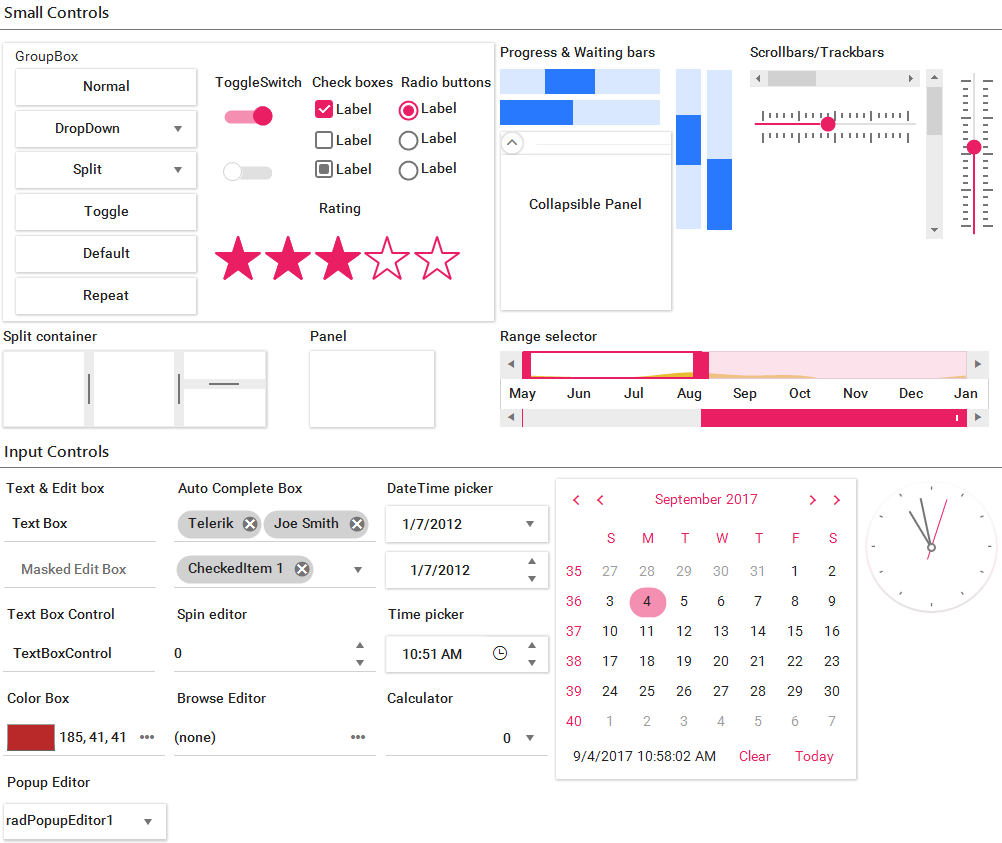 Small Controls
GroupBox
Normal
DropDown
Split
Toggle
Default
Repeat
ToggleSwitch
Check boxes
Label
Label
Label
Radio buttons
Label
Label
Label
Rating
Progress & Waiting bars
Collapsible Panel
Scrollbars/Trackbars
Split container
Panel
Range selector
May Jun Jul Aug Sep Oct Nov Dec Jan
Input Controls
Text & Edit box
Text Box
Masked Edit Box
Text Box Control
TextBoxControl
Color Box
185, 41, 41
Popup Editor
radPopupEditor1
Auto Complete Box
Telerik Joe Smith
CheckedItem 1
Spin editor
0
Browse Editor
(none)
DateTime picker
1/7/2012
1/7/2012
Time picker
10:51 AM
Calculator
0
September 2017
S M T W T F S
35 27 28 29 30 31 1 2
36 3 4 5 6 7 8 9
37 10 11 12 13 14 15 16
38 17 18 19 20 21 22 23
39 24 25 26 27 28 29 30
40 1 2 3 4 5 6 7
9/4/2017 10:58:02 AM Clear Today